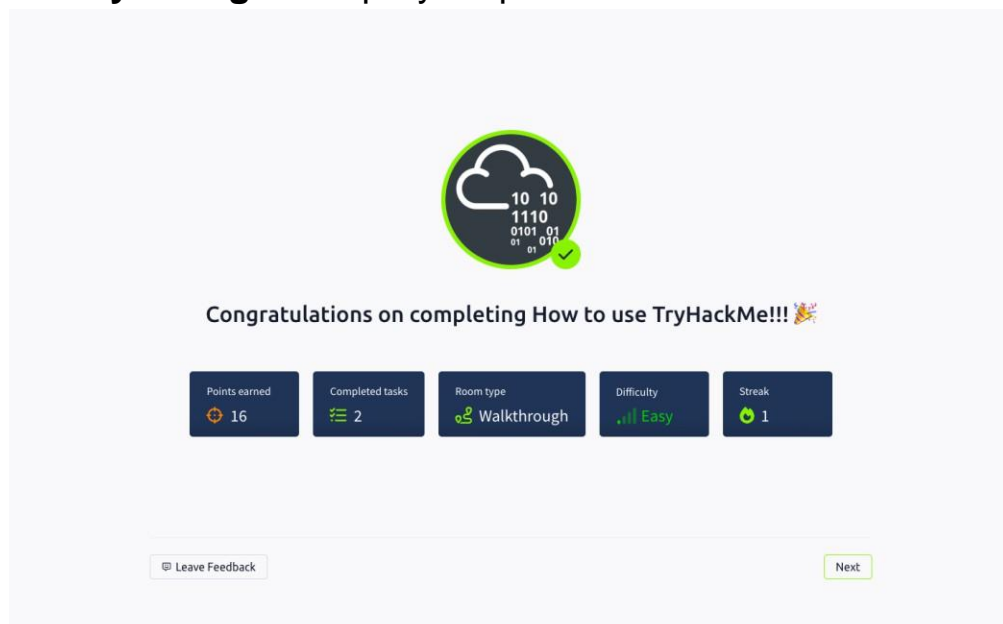 10 10
1110
0101 01
01 010
01
Congratulations on completing How to use TryHackMe!!! 🎉
Points earned
16
Completed tasks
2
Room type
Walkthrough
Difficulty
Easy
Streak
1
Leave Feedback
Next